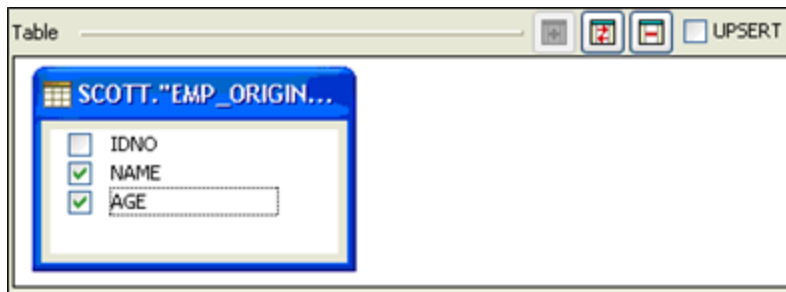 Table
UPSERT
SCOTT."EMP_ORIGIN...
IDNO
NAME
AGE